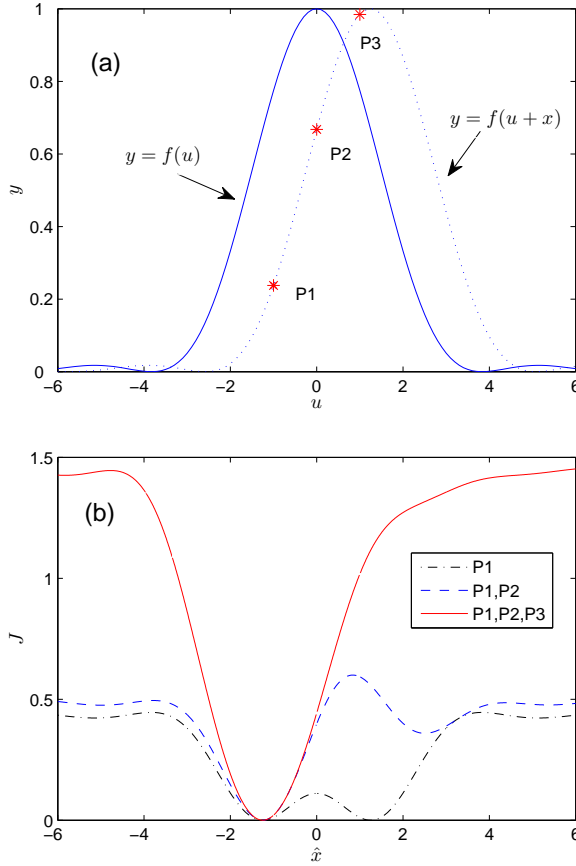 1
(a)
P3
0.8
y = f(u)
y = f(u + x)
0.6
P2
y
0.4
P1
0.2
0
−6 −4 −2 0 2 4 6
u
1.5
(b)
P1
P1,P2
P1,P2,P3
1
J
0.5
0
−6 −4 −2 0 2 4 6
x̂